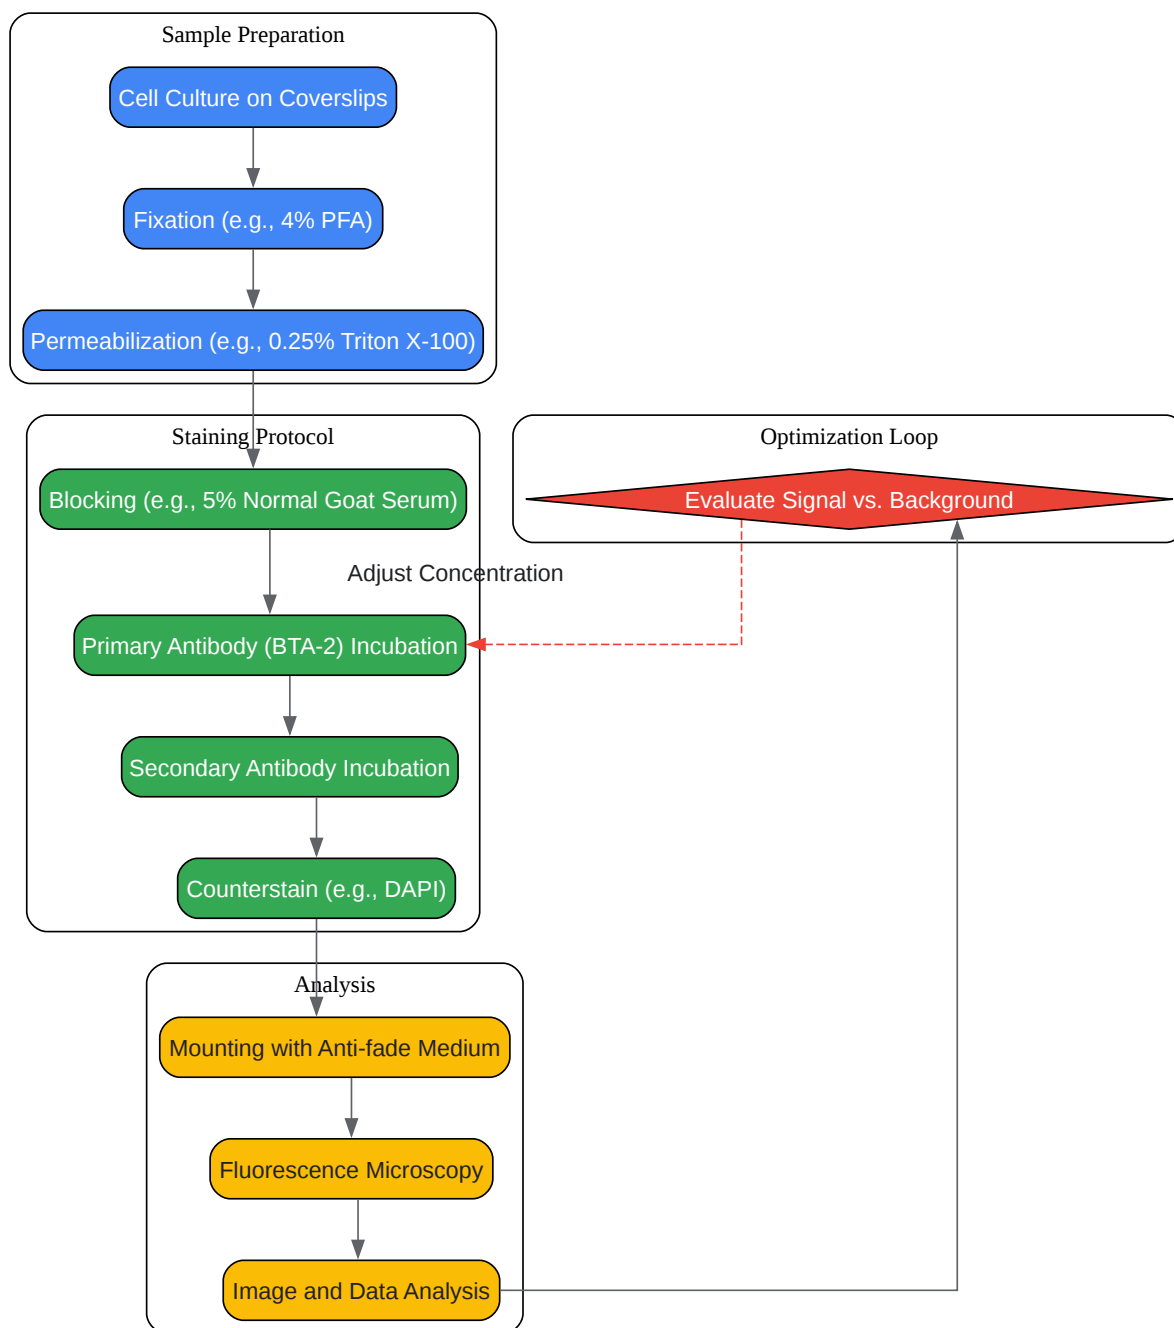 Sample Preparation
Cell Culture on Coverslips
Fixation (e.g., 4% PFA)
Permeabilization (e.g., 0.25% Triton X-100)
Staining Protocol
Blocking (e.g., 5% Normal Goat Serum)
Optimization Loop
Evaluate Signal vs. Background
Adjust Concentration
Primary Antibody (BTA-2) Incubation
Secondary Antibody Incubation
Counterstain (e.g., DAPI)
Analysis
Mounting with Anti-fade Medium
Fluorescence Microscopy
Image and Data Analysis